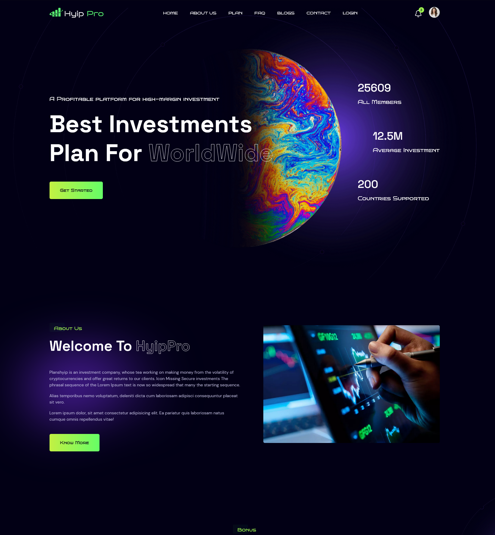 HyIp Pro
HOME ABOUT US PLAN FAQ BLOGS CONTACT LOGIN
A Profitable platform for high-margin investment
Best Investments
Plan For WorldWide
Get Started
25609
All Members
12.5M
Average Investment
200
Countries Supported
About Us
Welcome To HyipPro
PlanetHyip is an investment company, whose tea working on making money from the volatility of
cryptocurrencies and offer great returns to our clients. Icon Missing Secure investments The
phrasal sequence of the Lorem Ipsum text is now so widespread that many the starting sequence.
Alias temporibus nemo voluptatum, deleniti dicta cum laboriosam adipisci consequuntur placeat
sit vero.
Lorem ipsum dolor, sit amet consectetur adipisicing elit. Ea pariatur quis laboriosam natus
cumque omnis repellendus vitae!
Know More
Bonus